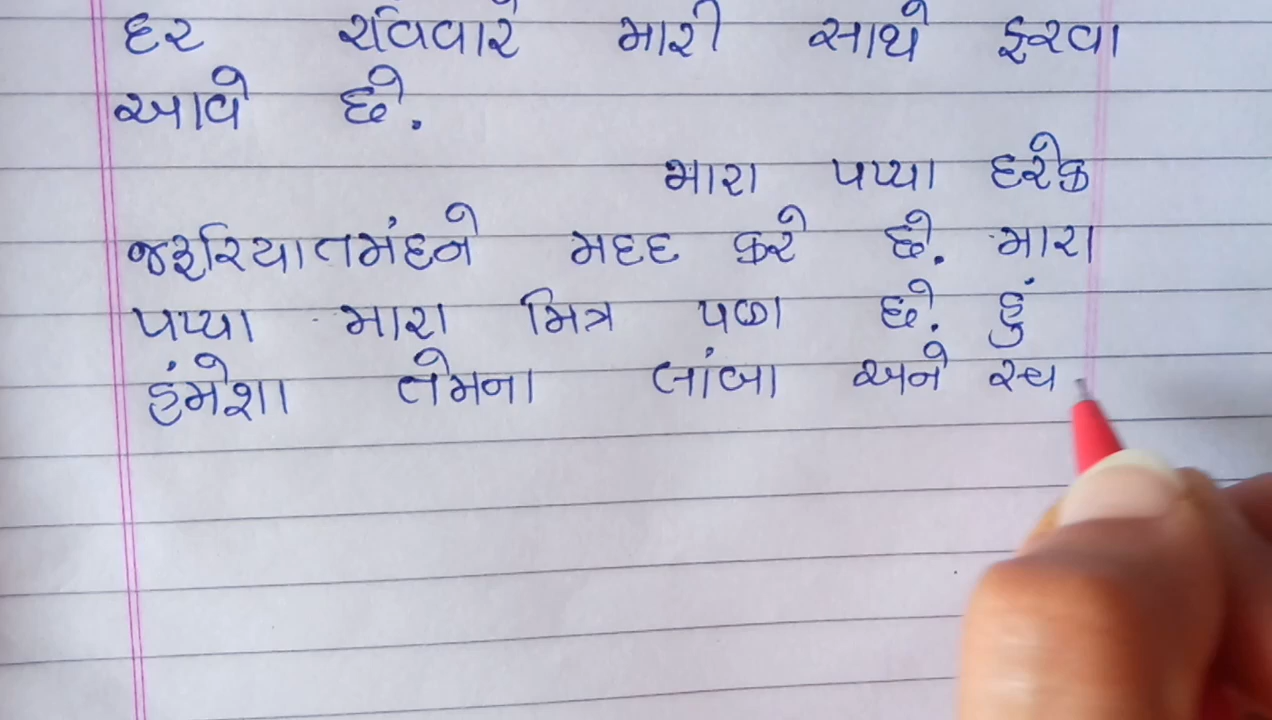 દર રવિવારે મારી સાથે ફરવા
આવે છે.
મારા પપ્પા દરેક
જરૂરિયાતમંદને મદદ કરે છે. મારા
પપ્પા મારા મિત્ર પણ છે. હું
હંમેશા તેમના લાંબા અને સ્વ